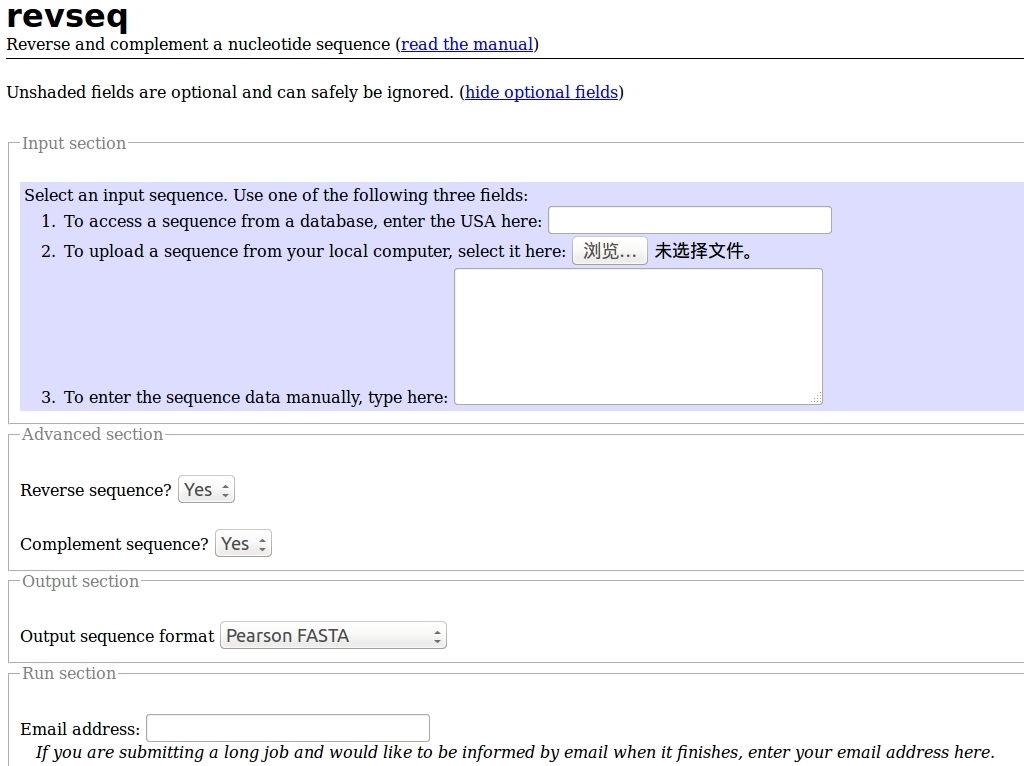 revseq
Reverse and complement a nucleotide sequence (read the manual)
Unshaded fields are optional and can safely be ignored. (hide optional fields)
Input section
Select an input sequence. Use one of the following three fields:
1. To access a sequence from a database, enter the USA here:
2. To upload a sequence from your local computer, select it here: 浏览... 未选择文件。
3. To enter the sequence data manually, type here:
Advanced section
Reverse sequence? Yes
Complement sequence? Yes
Output section
Output sequence format Pearson FASTA
Run section
Email address:
If you are submitting a long job and would like to be informed by email when it finishes, enter your email address here.